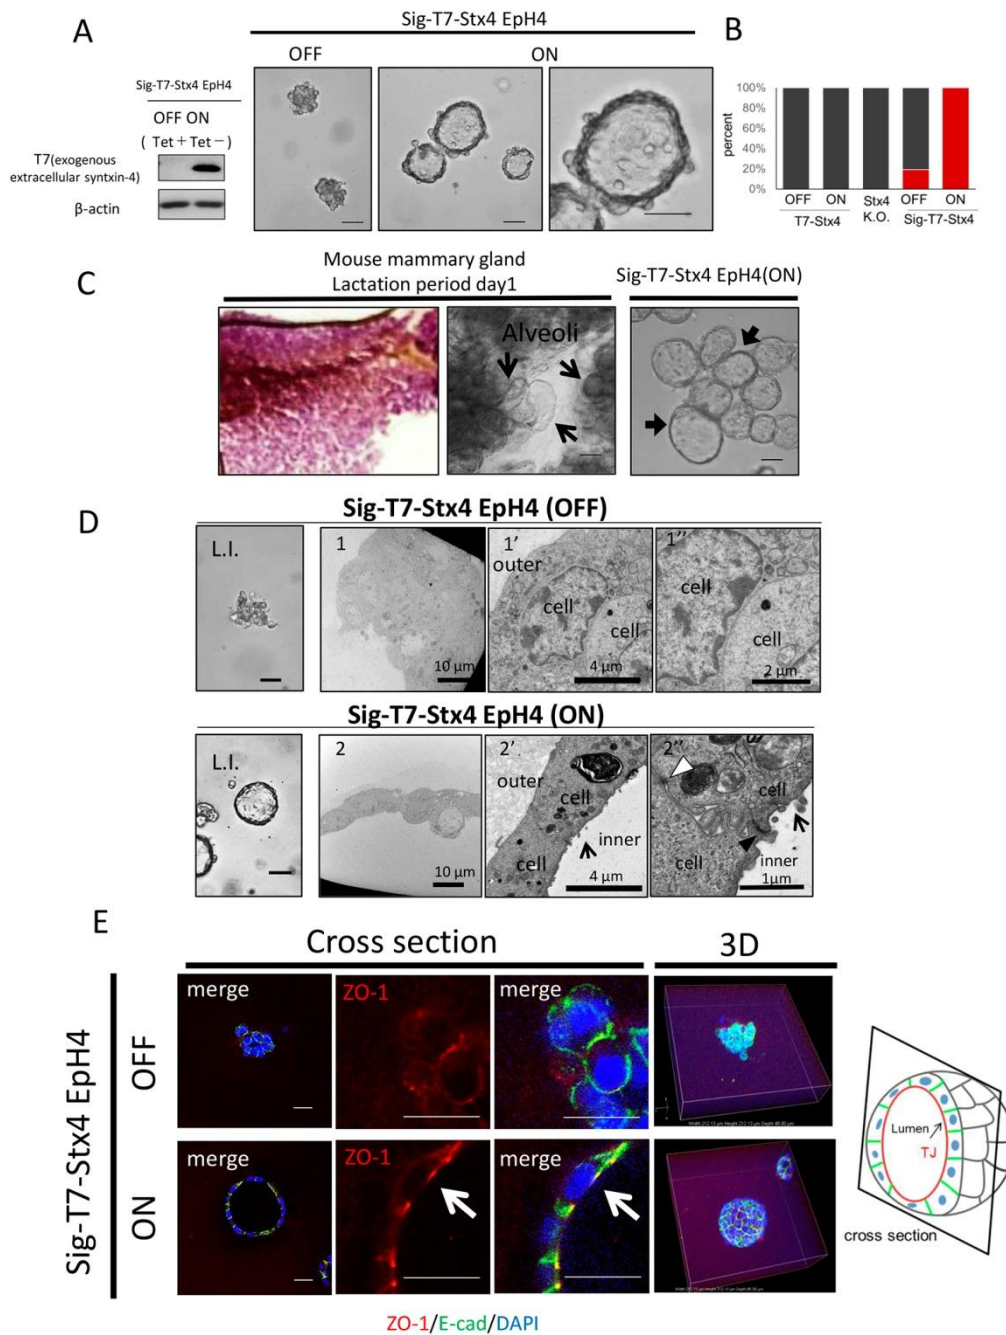 A
Sig-T7-Stx4 EpH4
OFF
ON
Sig-T7-Stx4 EpH4
OFF ON
( Tet + Tet − )
T7(exogenous
extracellular syntxin-4)
β-actin
B
percent
100%
80%
60%
40%
20%
0%
OFF ON Stx4 OFF ON
T7-Stx4 K.O. Sig-T7-Stx4
C
Mouse mammary gland
Lactation period day1
Sig-T7-Stx4 EpH4(ON)
Alveoli
D
Sig-T7-Stx4 EpH4 (OFF)
L.I.
1
10 µm
1'
outer
cell
cell
4 µm
1''
cell
cell
2 µm
Sig-T7-Stx4 EpH4 (ON)
L.I.
2
10 µm
2'
outer
cell
inner
cell
4 µm
2''
cell
cell
inner
1µm
E
Cross section
3D
Sig-T7-Stx4 EpH4
OFF
merge
ZO-1
merge
ON
merge
ZO-1
merge
Lumen
TJ
cross section
ZO-1/E-cad/DAPI